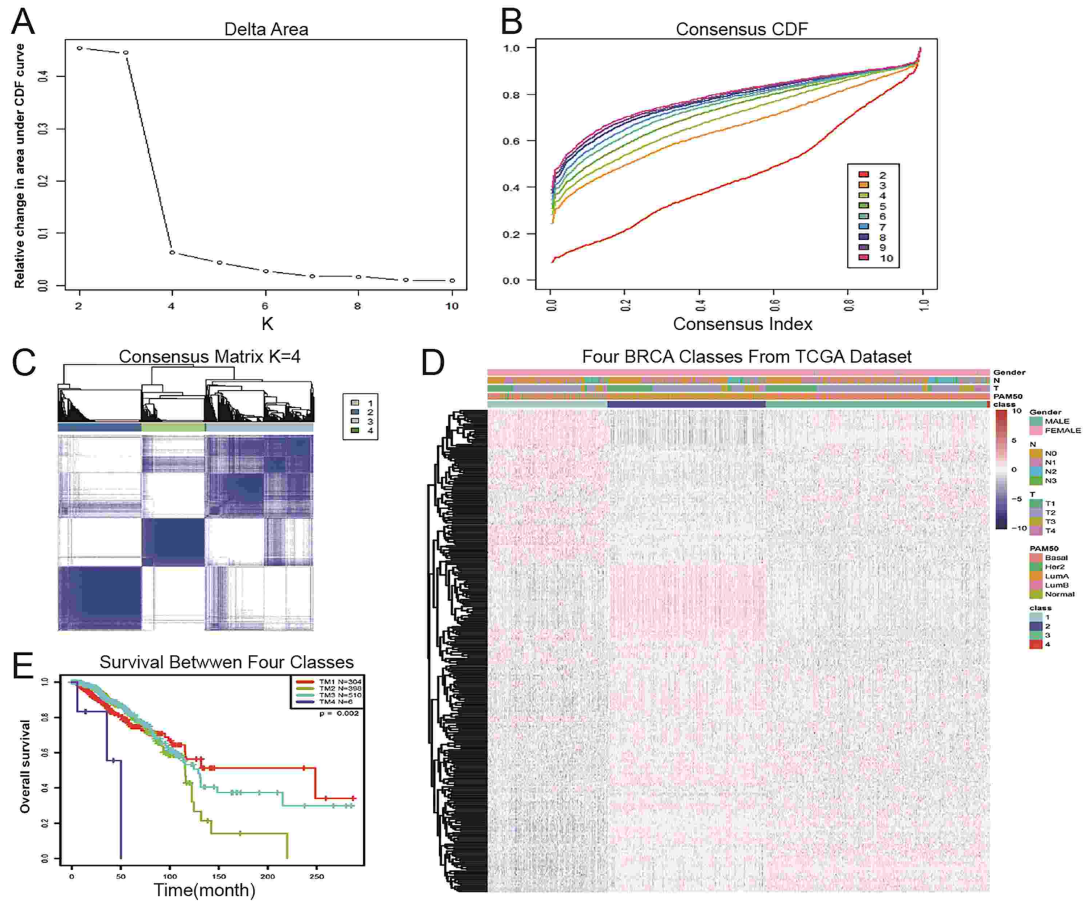 A
Delta Area
Relative change in area under CDF curve
0.4
0.3
0.2
0.1
0.0
2 4 6 8 10
K
B
Consensus CDF
1.0
0.8
0.6
0.4
0.2
0.0
2
3
4
5
6
7
8
9
10
0.0 0.2 0.4 0.6 0.8 1.0
Consensus Index
C
Consensus Matrix K=4
1
2
3
4
D
Four BRCA Classes From TCGA Dataset
Gender
N
T
PAM50
class
10
5
0
−5
−10
Gender
MALE
FEMALE
N
N0
N1
N2
N3
T
T1
T2
T3
T4
PAM50
Basal
Her2
LumA
LumB
Normal
class
1
2
3
4
E
Survival Betwwen Four Classes
Overall survival
1.0
0.8
0.6
0.4
0.2
0.0
TM1 N=304
TM2 N=398
TM3 N=510
TM4 N=6
p = 0.002
0 50 100 150 200 250
Time(month)